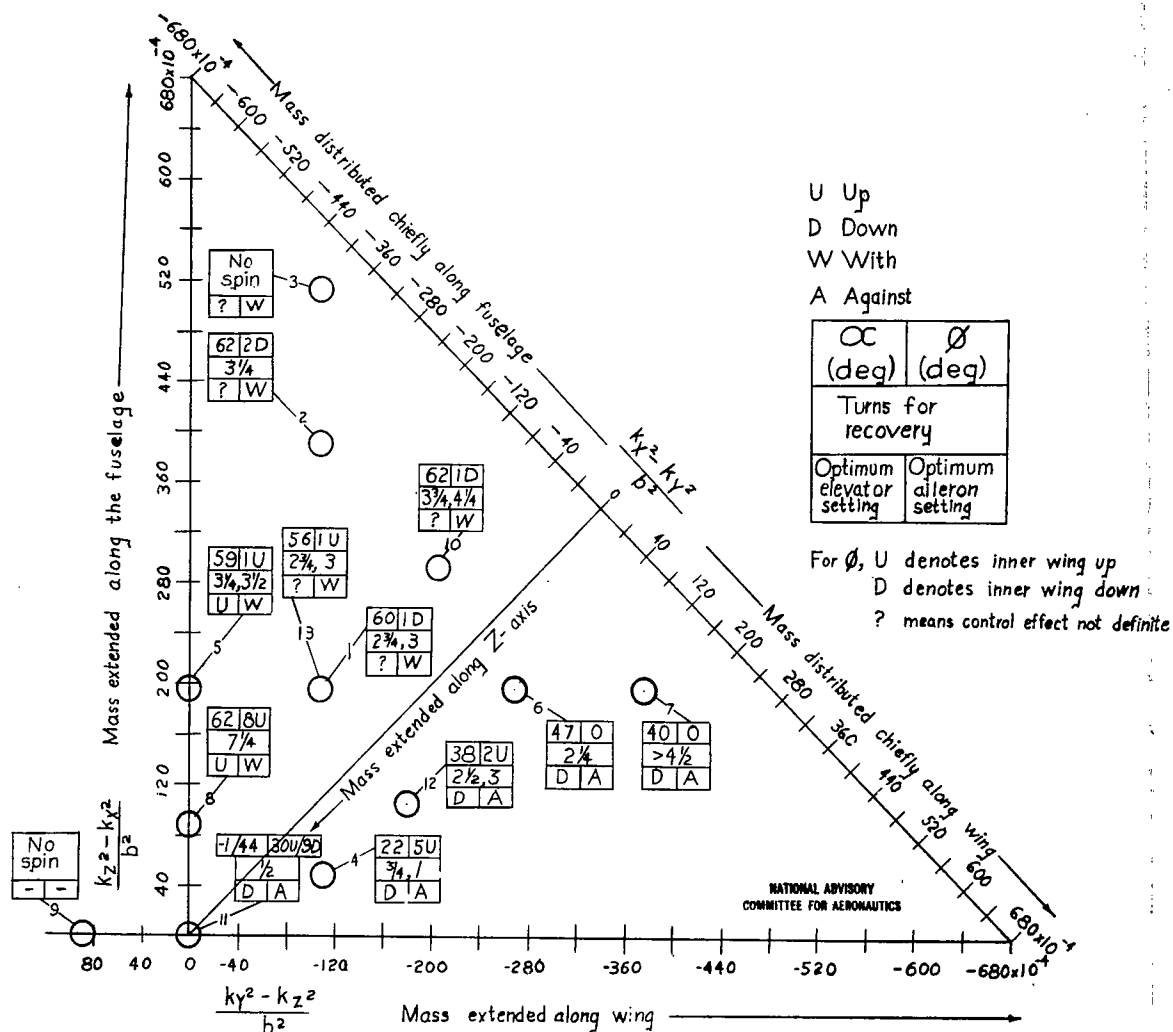 -680×10⁻⁴
680×10⁻⁴
-600
-520
-440
-360
-280
-200
-120
-40
0
40
120
200
280
360
440
520
600
680×10⁻⁴
Mass distributed chiefly along fuselage
kx² - ky²
b²
Mass distributed chiefly along wing
Mass extended along Z-axis
Mass extended along the fuselage
600
520
440
360
280
200
120
40
kz² - kx²
b²
No spin
? W
3
62 2D
3¼
? W
2
62 1D
3¾, 4¼
? W
10
56 1U
2¾, 3
? W
13
59 1U
3¼, 3½
U W
5
60 1D
2¾, 3
? W
1
62 8U
7¼
U W
8
38 2U
2½, 3
D A
12
47 0
2¼
D A
6
40 0
>4½
D A
7
-1/44 30U/9D
½
D A
11
22 5U
¾, 1
D A
4
No spin
- -
9
U Up
D Down
W With
A Against
∝ (deg)
Ø (deg)
Turns for recovery
Optimum elevator setting
Optimum aileron setting
For Ø, U denotes inner wing up
D denotes inner wing down
? means control effect not definite
NATIONAL ADVISORY
COMMITTEE FOR AERONAUTICS
80 40 0 -40 -120 -200 -280 -360 -440 -520 -600 -680×10⁻⁴
ky² - kz²
b²
Mass extended along wing